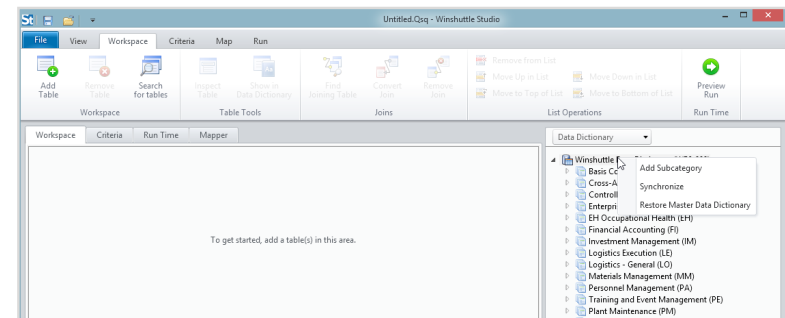 St
Untitled.Qsq - Winshuttle Studio
File View Workspace Criteria Map Run
Add Table
Remove Table
Search for tables
Inspect Table
Show in Data Dictionary
Find Joining Table
Convert Join
Remove Join
Remove from List
Move Up in List
Move Down in List
Move to Top of List
Move to Bottom of List
Preview Run
Workspace Table Tools Joins List Operations Run Time
Workspace Criteria Run Time Mapper
Data Dictionary
To get started, add a table(s) in this area.
Winshuttle
Add Subcategory
Synchronize
Restore Master Data Dictionary
Basis Co
Cross-A
Controll
Enterpri
EH Occupational Health (EH)
Financial Accounting (FI)
Investment Management (IM)
Logistics Execution (LE)
Logistics - General (LO)
Materials Management (MM)
Personnel Management (PA)
Training and Event Management (PE)
Plant Maintenance (PM)